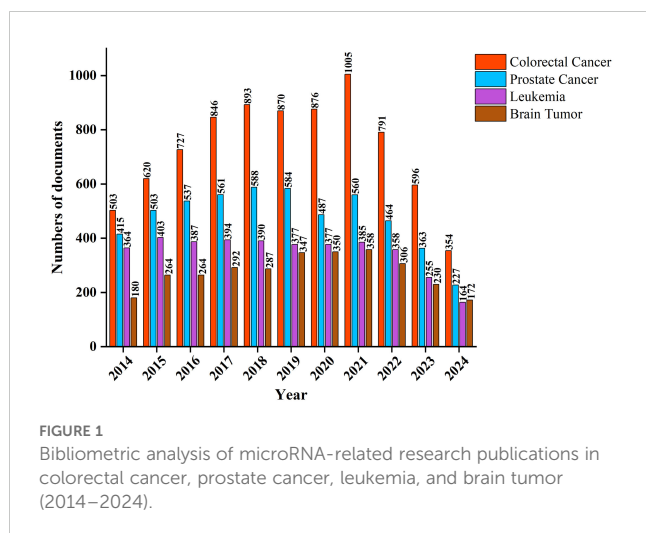 Numbers of documents
1000
800
600
400
200
0
503 415 364 180
620 503 403 264
727 537 387 264
846 561 394 292
893 588 390 287
870 584 377 347
876 487 377 350
1005 560 385 358
791 464 358 306
596 363 255 230
354 227 164 172
2014 2015 2016 2017 2018 2019 2020 2021 2022 2023 2024
Year
Colorectal Cancer
Prostate Cancer
Leukemia
Brain Tumor
FIGURE 1
Bibliometric analysis of microRNA-related research publications in
colorectal cancer, prostate cancer, leukemia, and brain tumor
(2014–2024).